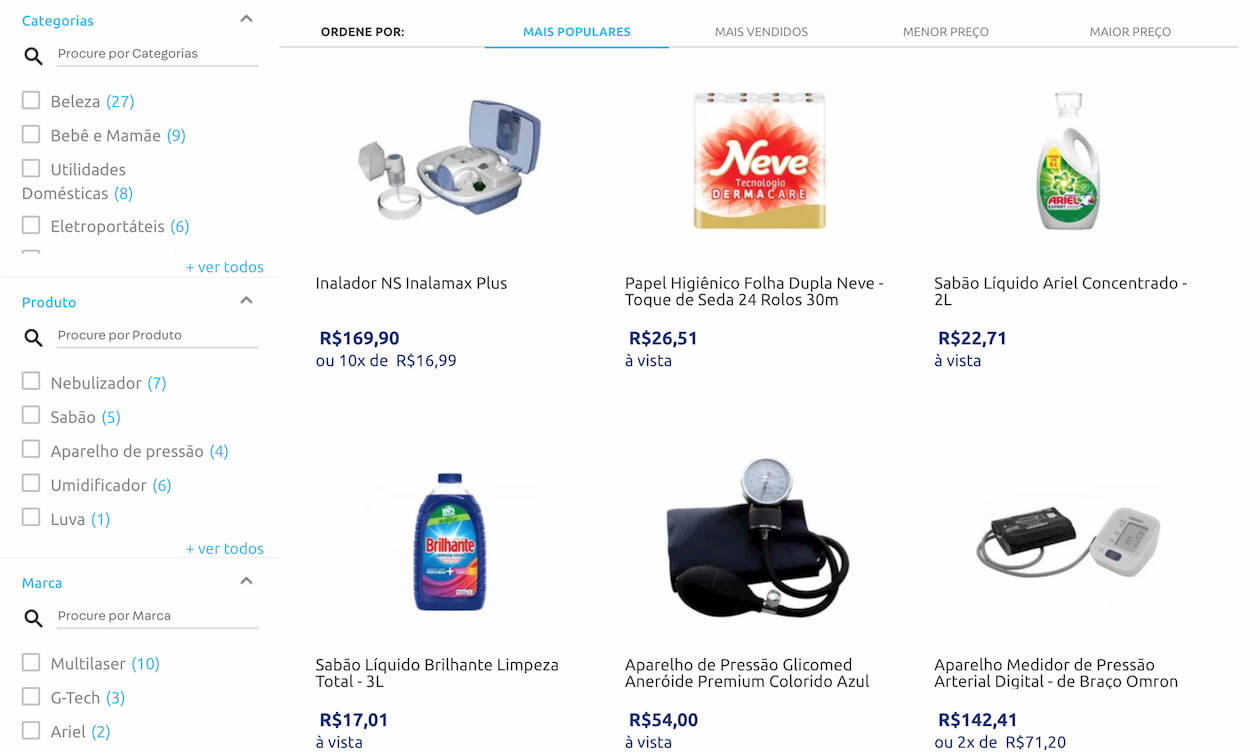 Categorias
Procure por Categorias
Beleza (27)
Bebê e Mamãe (9)
Utilidades
Domésticas (8)
Eletroportáteis (6)
+ ver todos
Produto
Procure por Produto
Nebulizador (7)
Sabão (5)
Aparelho de pressão (4)
Umidificador (6)
Luva (1)
+ ver todos
Marca
Procure por Marca
Multilaser (10)
G-Tech (3)
Ariel (2)
ORDENE POR: MAIS POPULARES MAIS VENDIDOS MENOR PREÇO MAIOR PREÇO
Neve
Tecnologia
DERMACARE
ARIEL
EXPERT
Inalador NS Inalamax Plus
R$169,90
ou 10x de R$16,99
Papel Higiênico Folha Dupla Neve -
Toque de Seda 24 Rolos 30m
R$26,51
à vista
Sabão Líquido Ariel Concentrado -
2L
R$22,71
à vista
Brilhante
LIMPEZA TOTAL
Sabão Líquido Brilhante Limpeza
Total - 3L
R$17,01
à vista
Aparelho de Pressão Glicomed
Aneróide Premium Colorido Azul
R$54,00
à vista
Aparelho Medidor de Pressão
Arterial Digital - de Braço Omron
R$142,41
ou 2x de R$71,20